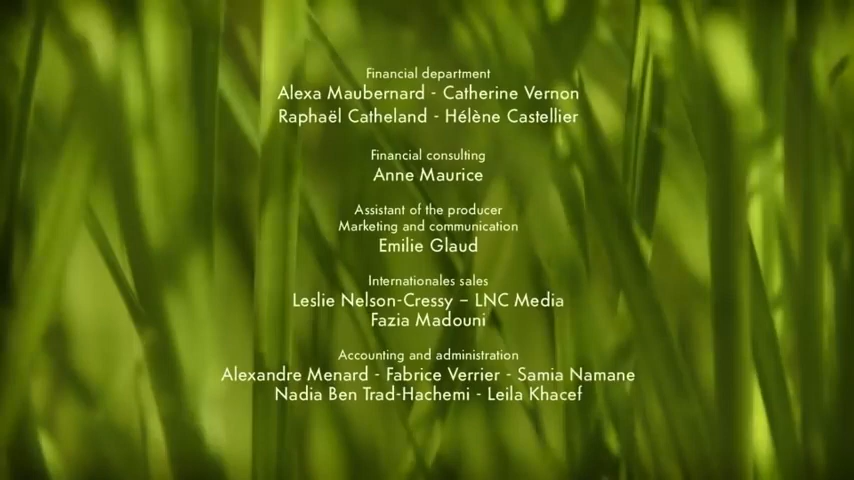 Financial department
Alexa Maubernard - Catherine Vernon
Raphaël Catheland - Hélène Castellier
Financial consulting
Anne Maurice
Assistant of the producer
Marketing and communication
Emilie Glaud
Internationales sales
Leslie Nelson-Cressy – LNC Media
Fazia Madouni
Accounting and administration
Alexandre Menard - Fabrice Verrier - Samia Namane
Nadia Ben Trad-Hachemi - Leila Khacef